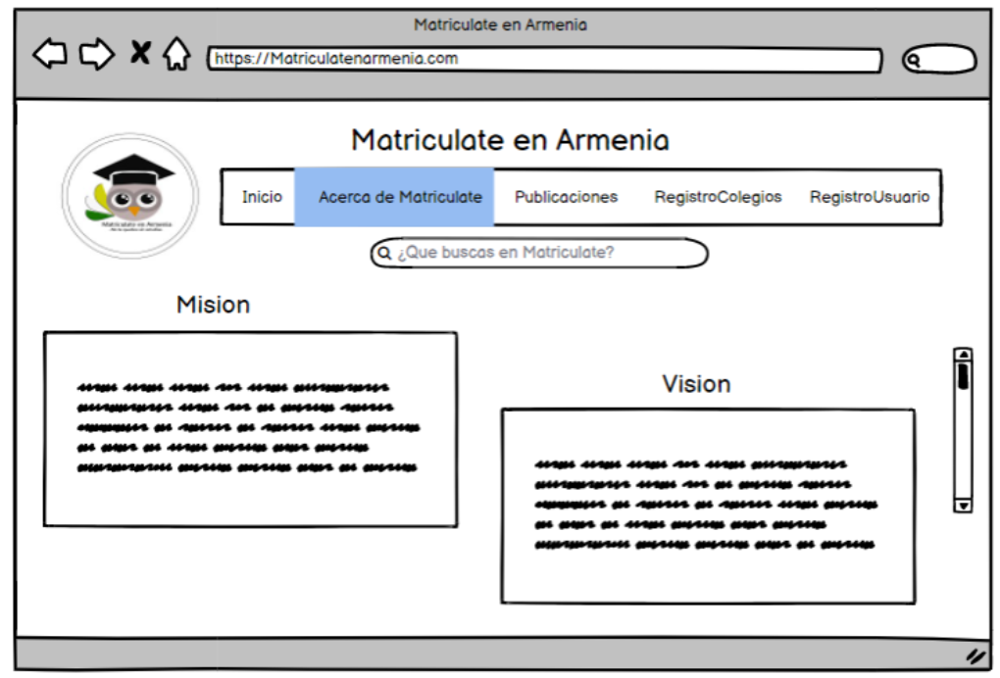 Matriculate en Armenia
https://Matriculatenarmenia.com
Matriculate en Armenia
Inicio Acerca de Matriculate Publicaciones RegistroColegios RegistroUsuario
Matriculate en Armenia
¿Que buscas en Matriculate?
Mision
Vision